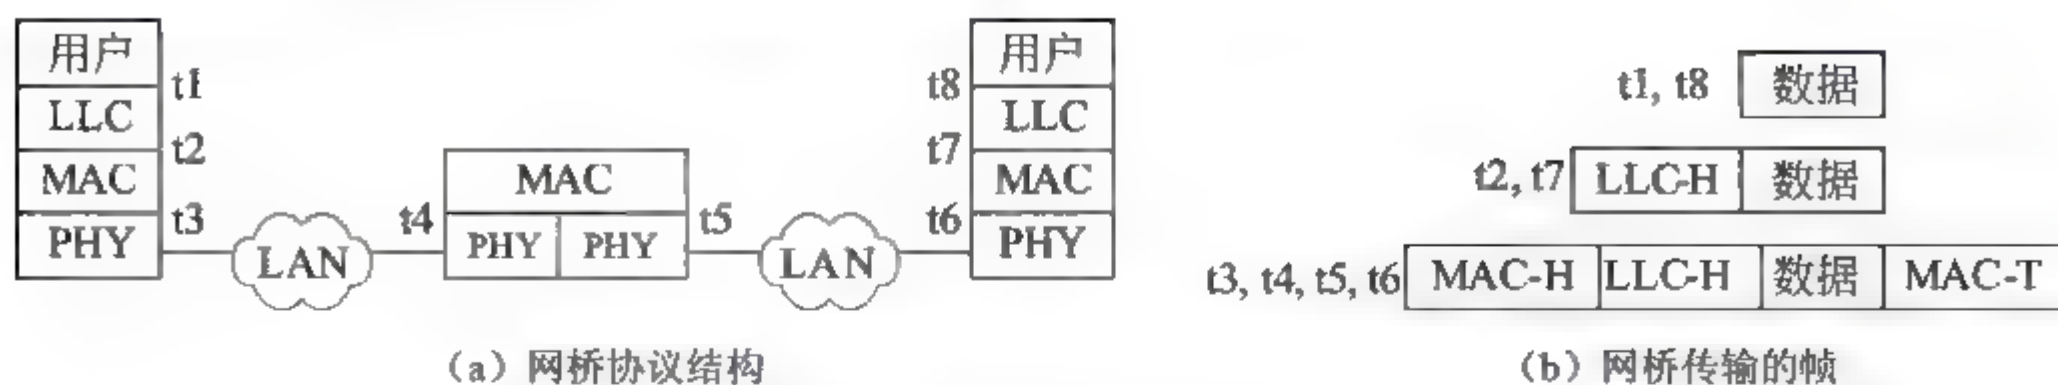 用户
LLC
MAC
PHY
t1
t2
t3
LAN
t4
MAC
PHY PHY
t5
LAN
t8
t7
t6
用户
LLC
MAC
PHY
(a) 网桥协议结构
t1, t8 数据
t2, t7 LLC-H 数据
t3, t4, t5, t6 MAC-H LLC-H 数据 MAC-T
(b) 网桥传输的帧